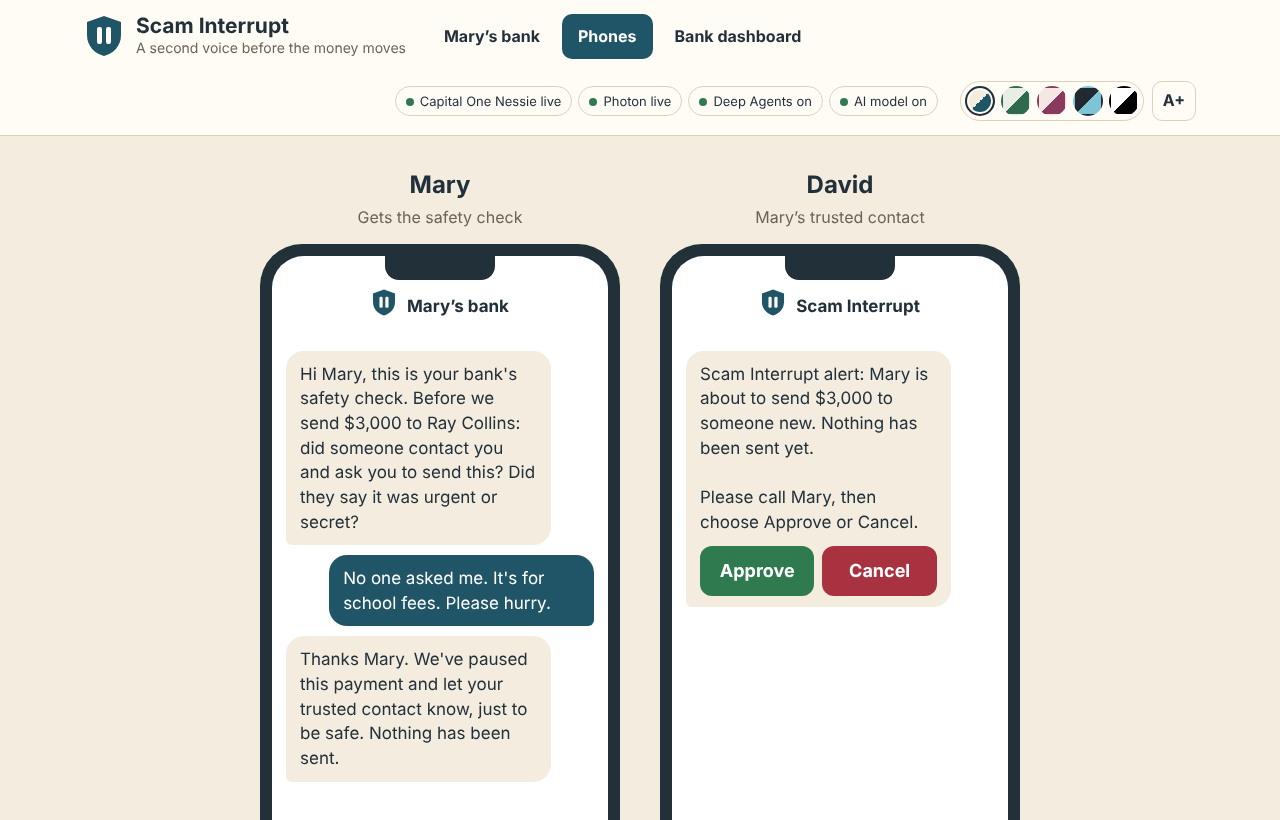 Scam Interrupt
A second voice before the money moves
Mary’s bank
Phones
Bank dashboard
Capital One Nessie live
Photon live
Deep Agents on
AI model on
A+
Mary
Gets the safety check
Mary’s bank
Hi Mary, this is your bank's
safety check. Before we
send $3,000 to Ray Collins:
did someone contact you
and ask you to send this? Did
they say it was urgent or
secret?
No one asked me. It's for
school fees. Please hurry.
Thanks Mary. We've paused
this payment and let your
trusted contact know, just to
be safe. Nothing has been
sent.
David
Mary’s trusted contact
Scam Interrupt
Scam Interrupt alert: Mary is
about to send $3,000 to
someone new. Nothing has
been sent yet.
Please call Mary, then
choose Approve or Cancel.
Approve
Cancel